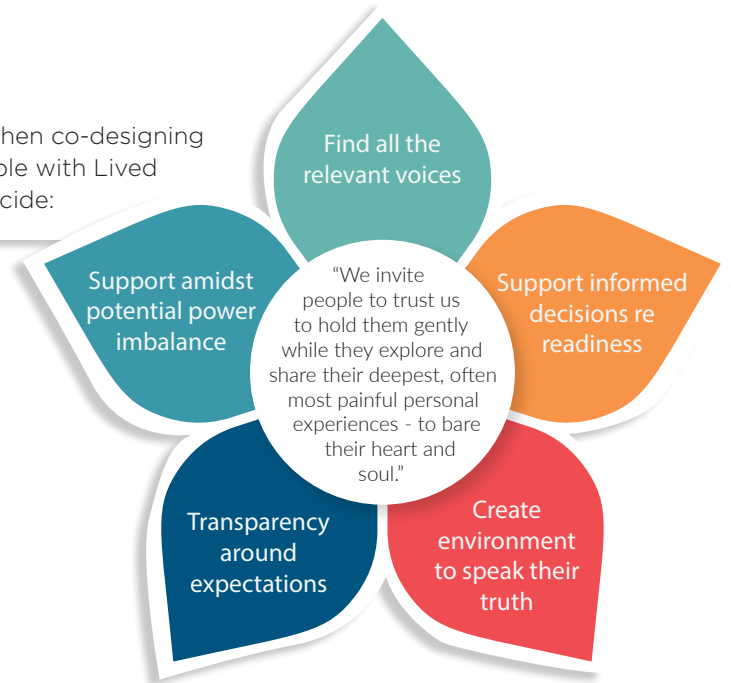 hen co-designing
ple with Lived
cide:
Find all the
relevant voices
Support informed
decisions re
readiness
Create
environment
to speak their
truth
Transparency
around
expectations
Support amidst
potential power
imbalance
“We invite
people to trust us
to hold them gently
while they explore and
share their deepest, often
most painful personal
experiences - to bare
their heart and
soul.”